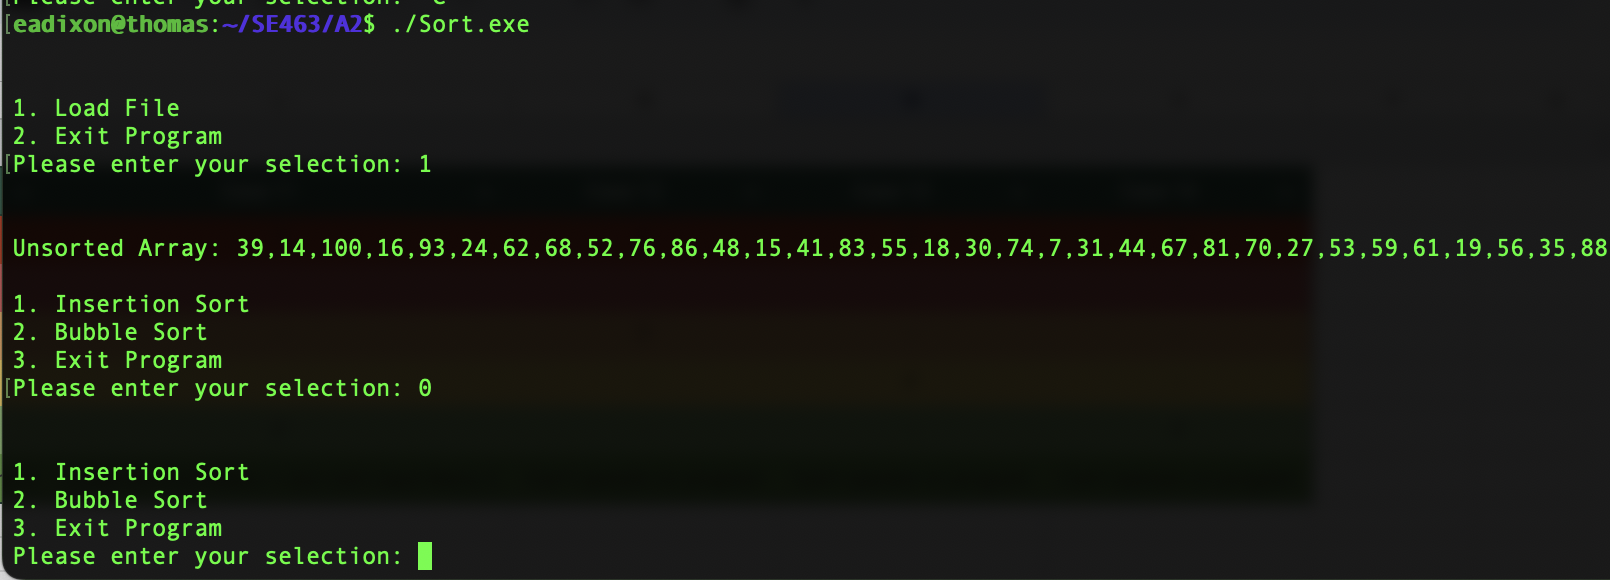 [eadixon@thomas:~/SE463/A2$ ./Sort.exe
1. Load File
2. Exit Program
[Please enter your selection: 1
Unsorted Array: 39,14,100,16,93,24,62,68,52,76,86,48,15,41,83,55,18,30,74,7,31,44,67,81,70,27,53,59,61,19,56,35,88
1. Insertion Sort
2. Bubble Sort
3. Exit Program
[Please enter your selection: 0
1. Insertion Sort
2. Bubble Sort
3. Exit Program
Please enter your selection: